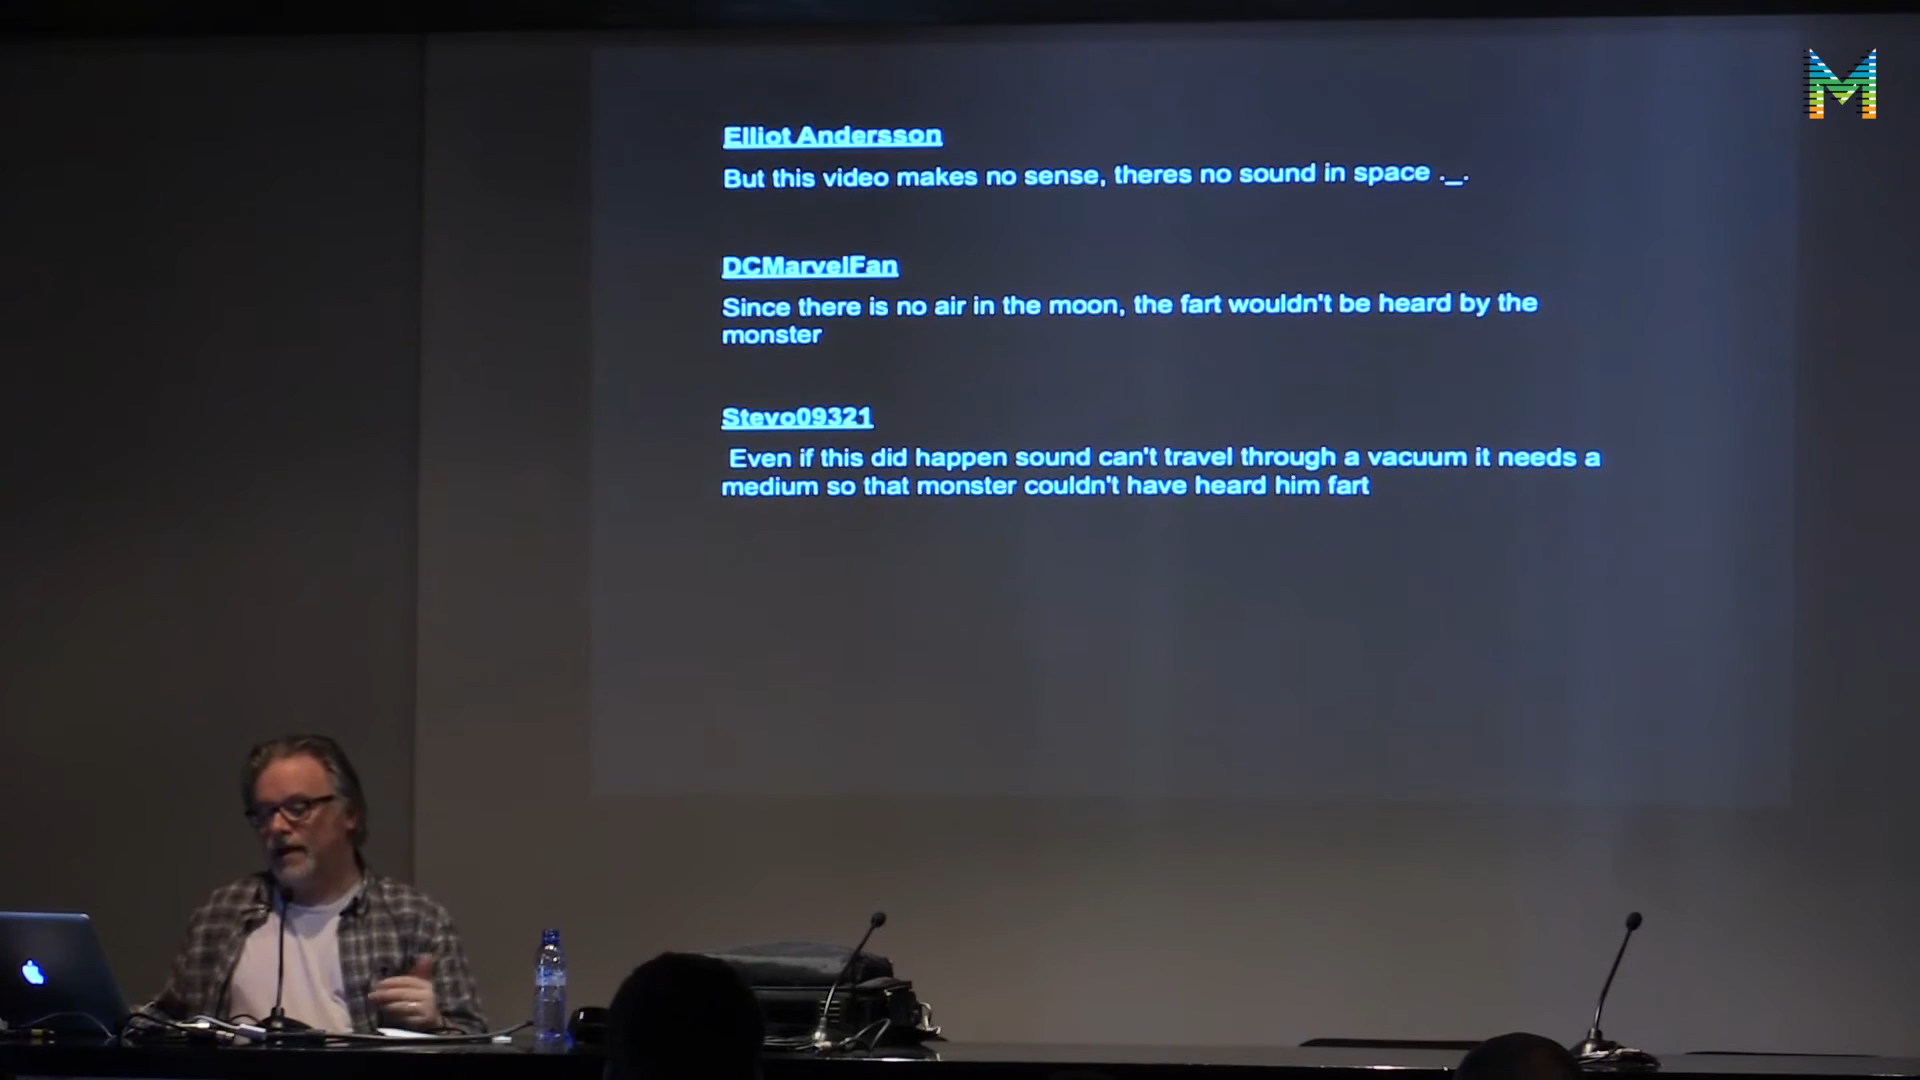 Elliot Andersson
But this video makes no sense, theres no sound in space ._.
DCMarvelFan
Since there is no air in the moon, the fart wouldn't be heard by the
monster
Stevo09321
Even if this did happen sound can't travel through a vacuum it needs a
medium so that monster couldn't have heard him fart
M